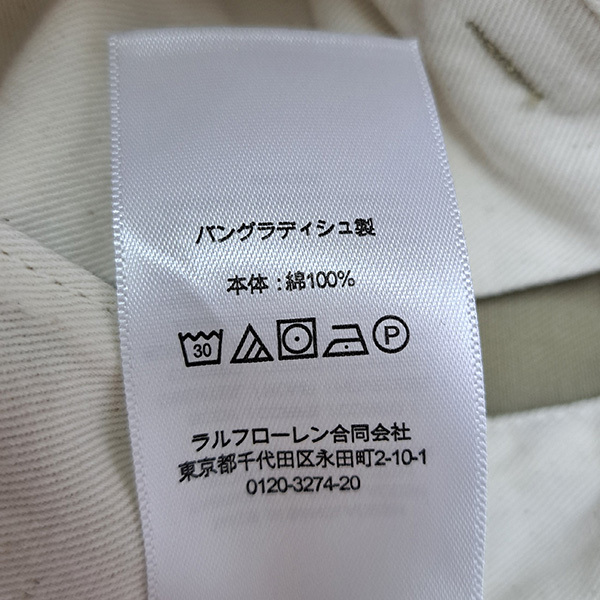 バングラディシュ製
本体：綿100%
30 P
ラルフローレン合同会社
東京都千代田区永田町2-10-1
0120-3274-20